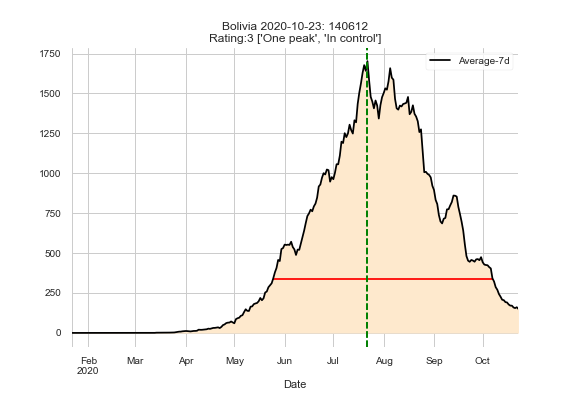 Bolivia 2020-10-23: 140612
Rating:3 ['One peak', 'In control']
Average-7d
1750
1500
1250
1000
750
500
250
0
Feb Mar Apr May Jun Jul Aug Sep Oct
2020
Date